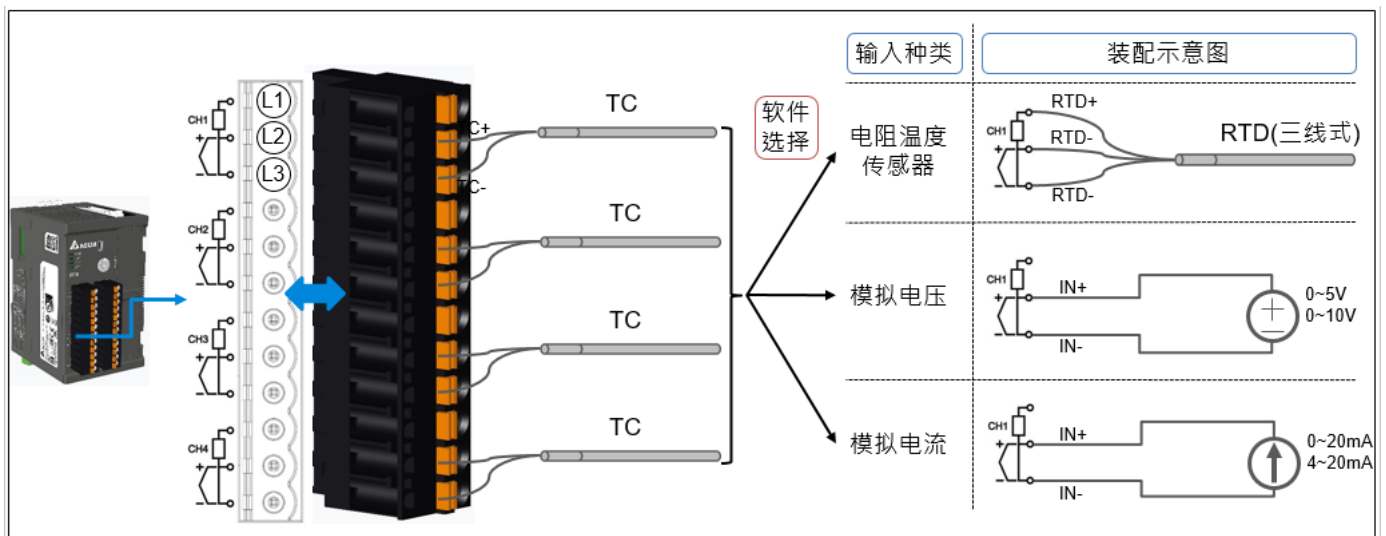 输入种类
装配示意图
L1
L2
L3
CH1
+
TC
TC-
软件
选择
电阻温度
传感器
CH1
+
RTD+
RTD-
RTD-
RTD(三线式)
CH2
+
TC
CH3
+
TC
CH4
+
TC
模拟电压
CH1
+
IN+
IN-
0~5V
0~10V
模拟电流
CH1
+
IN+
IN-
0~20mA
4~20mA